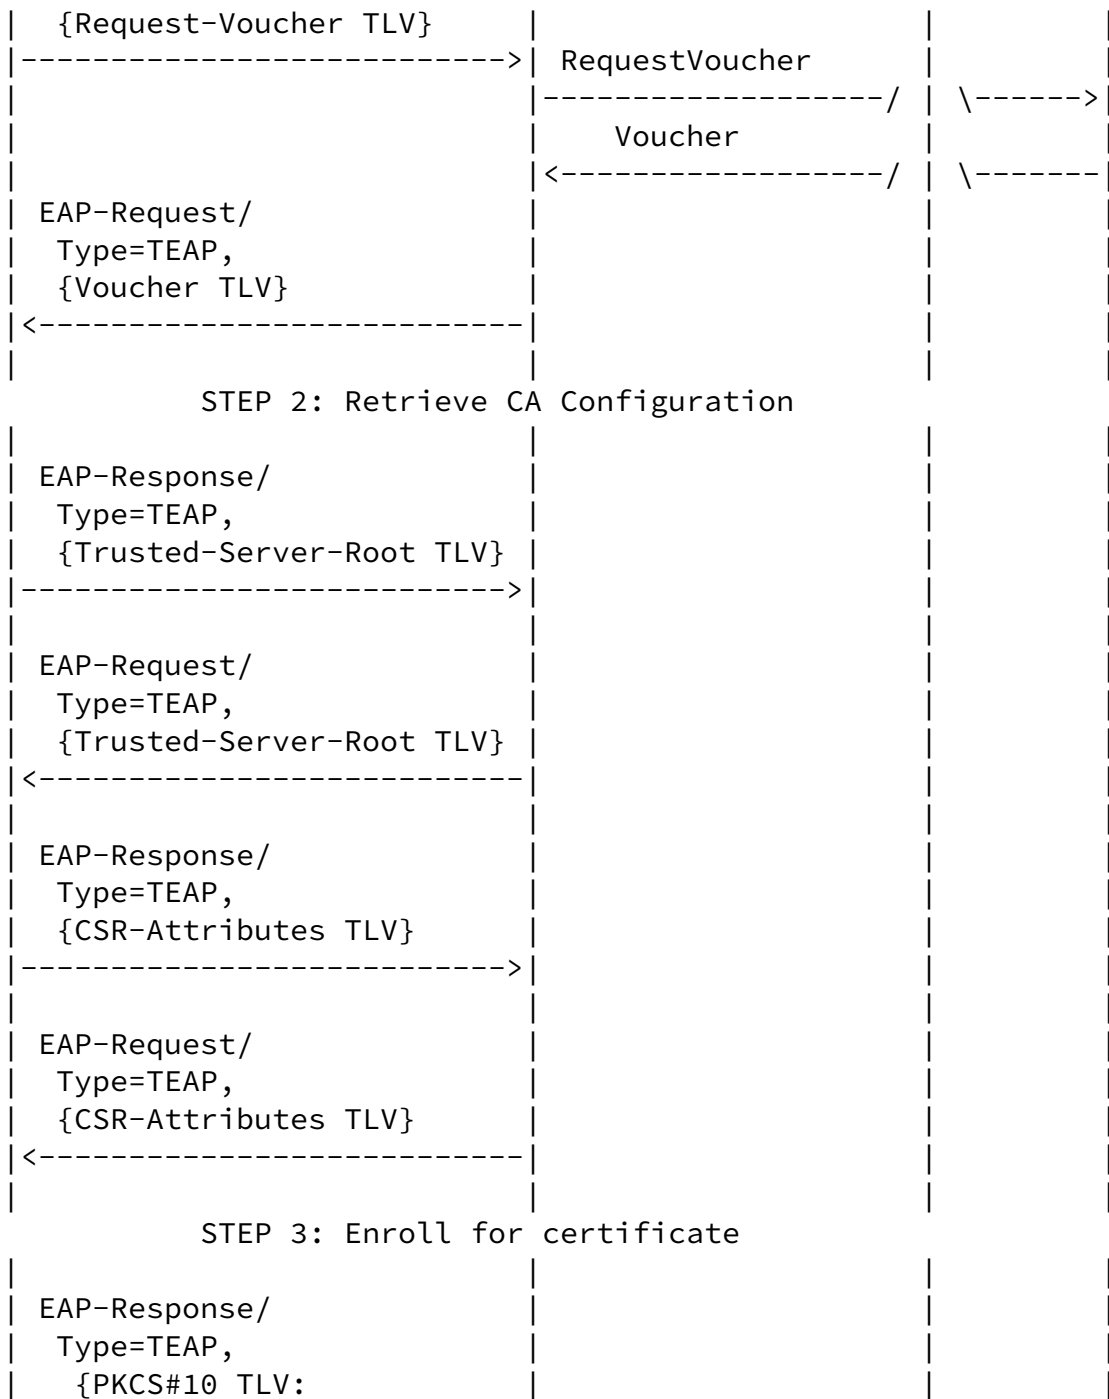 |  {Request-Voucher TLV}     |                     |         |
|--------------------------->| RequestVoucher      |         |
|                            |-------------------/ | \------>|
|                            |    Voucher          |         |
|                            |<------------------/ | \-------|
| EAP-Request/               |                     |         |
|  Type=TEAP,                |                     |         |
|  {Voucher TLV}             |                     |         |
|<---------------------------|                     |         |
|                            |                     |         |
          STEP 2: Retrieve CA Configuration
|                            |                     |         |
| EAP-Response/              |                     |         |
|  Type=TEAP,                |                     |         |
|  {Trusted-Server-Root TLV} |                     |         |
|--------------------------->|                     |         |
|                            |                     |         |
| EAP-Request/               |                     |         |
|  Type=TEAP,                |                     |         |
|  {Trusted-Server-Root TLV} |                     |         |
|<---------------------------|                     |         |
|                            |                     |         |
| EAP-Response/              |                     |         |
|  Type=TEAP,                |                     |         |
|  {CSR-Attributes TLV}      |                     |         |
|--------------------------->|                     |         |
|                            |                     |         |
| EAP-Request/               |                     |         |
|  Type=TEAP,                |                     |         |
|  {CSR-Attributes TLV}      |                     |         |
|<---------------------------|                     |         |
|                            |                     |         |
          STEP 3: Enroll for certificate
|                            |                     |         |
| EAP-Response/              |                     |         |
|  Type=TEAP,                |                     |         |
|   {PKCS#10 TLV:            |                     |         |